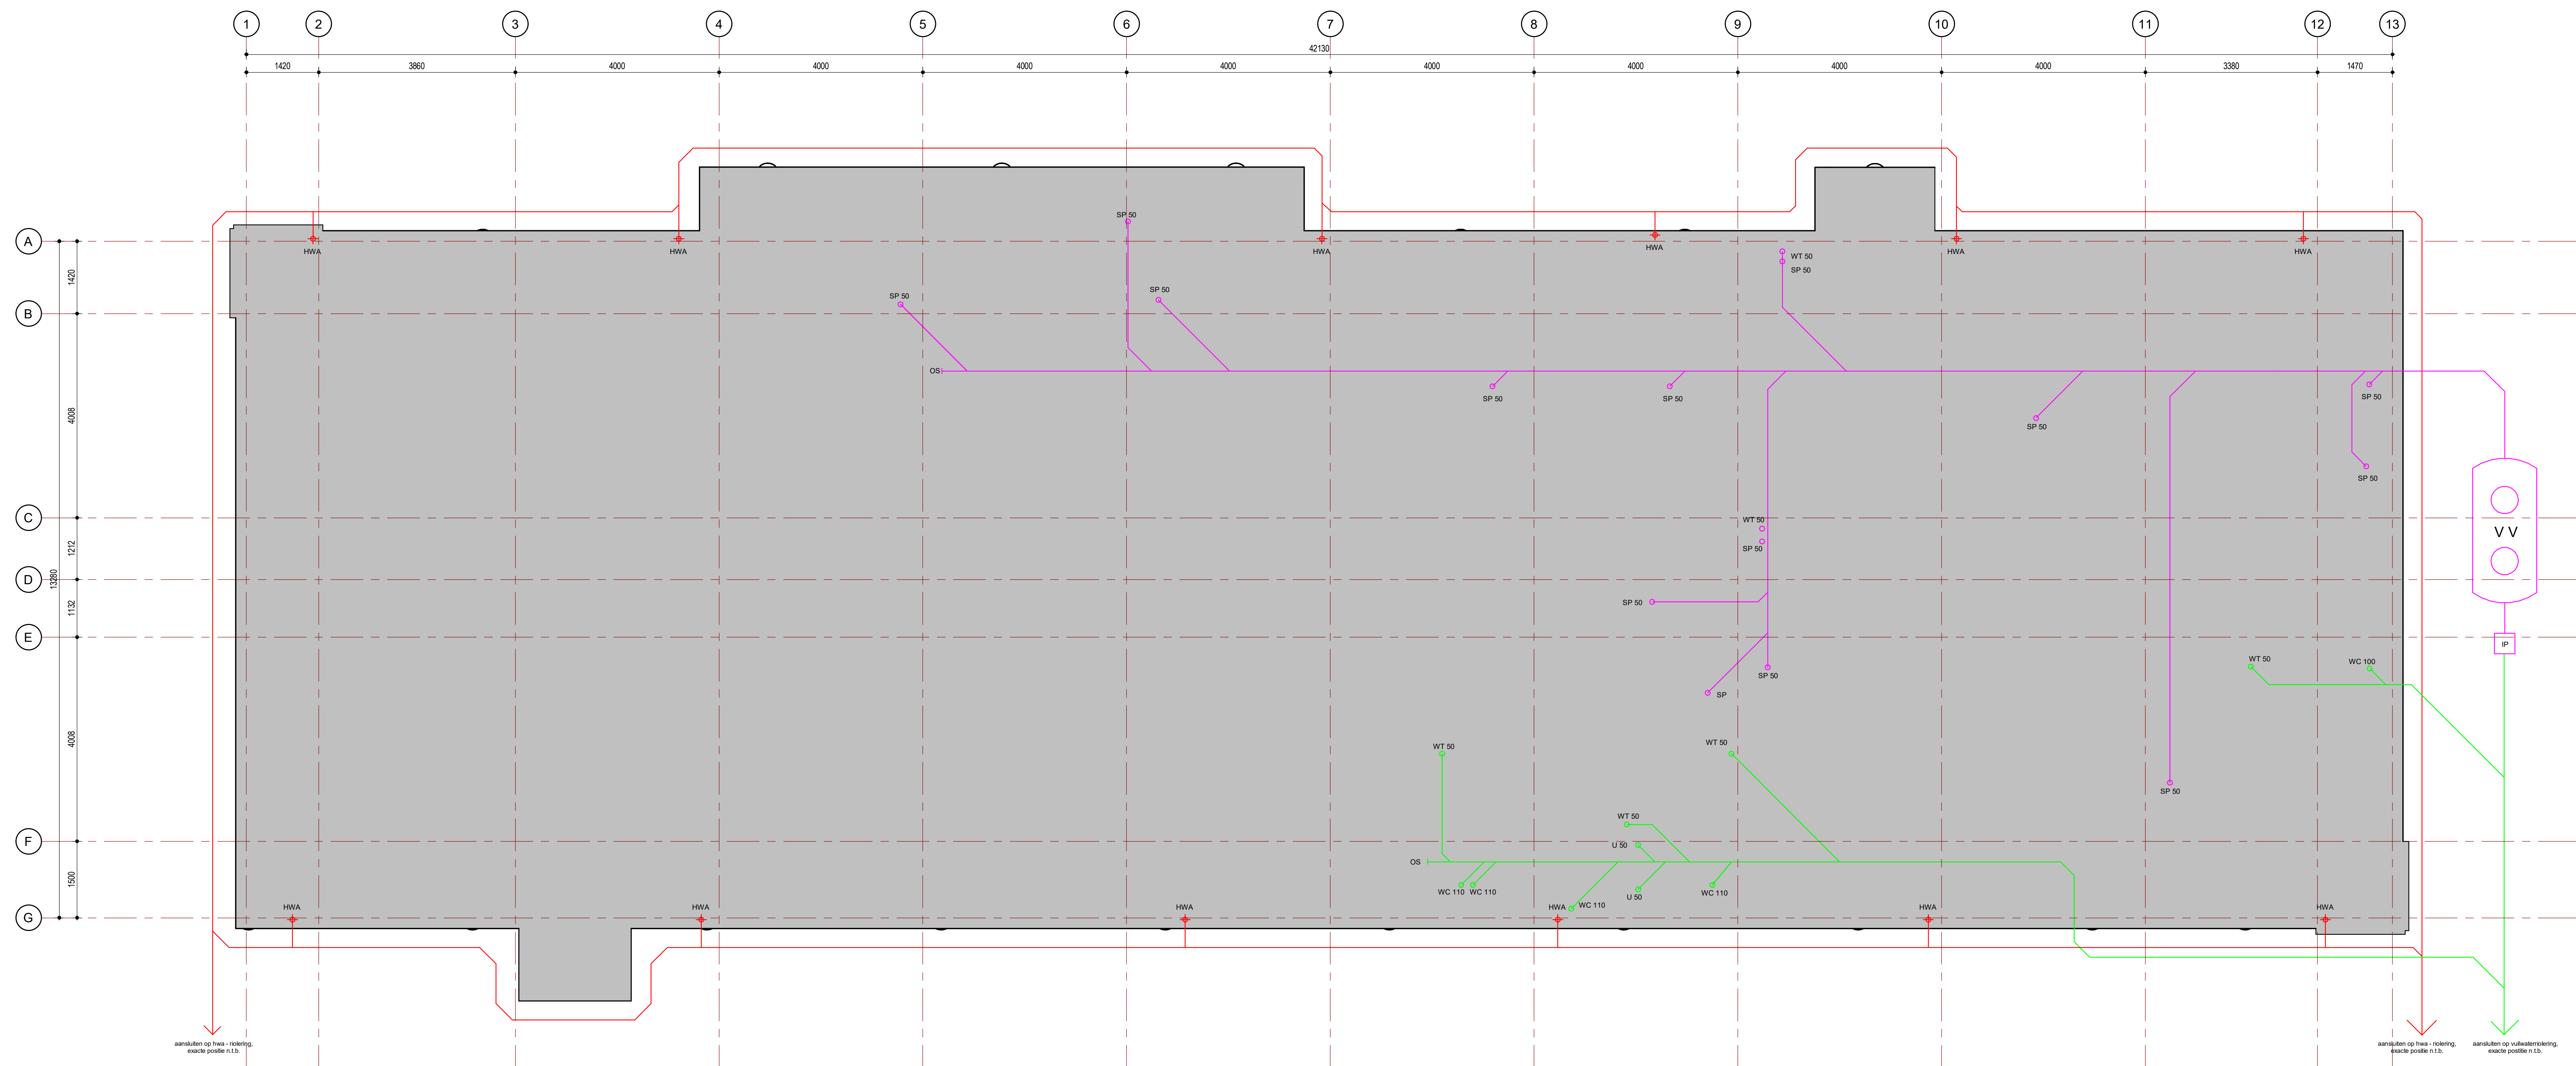 1 2 3 4 5 6 7 8 9 10 11 12 13
42130
1420 3860 4000 4000 4000 4000 4000 4000 4000 4000 3380 1470
SP 50
A
HWA HWA HWA HWA HWA HWA
WT 50
SP 50
1420
SP 50
SP 50
B
OS
SP 50 SP 50 SP 50
4008
SP 50
SP 50
C
WT 50
V V
1212
SP 50
D
13280
SP 50
1132
E
IP
WT 50 WC 100
SP 50
SP
4008
WT 50 WT 50
SP 50
WT 50
F
U 50
OS
1500
WC 110 WC 110 U 50 WC 110
HWA HWA HWA HWA WC 110 HWA HWA
G
aansluiten op hwa - riolering,
exacte positie n.t.b.
aansluiten op hwa - riolering,
exacte positie n.t.b.
aansluiten op vuilwaterriolering,
exacte postitie n.t.b.